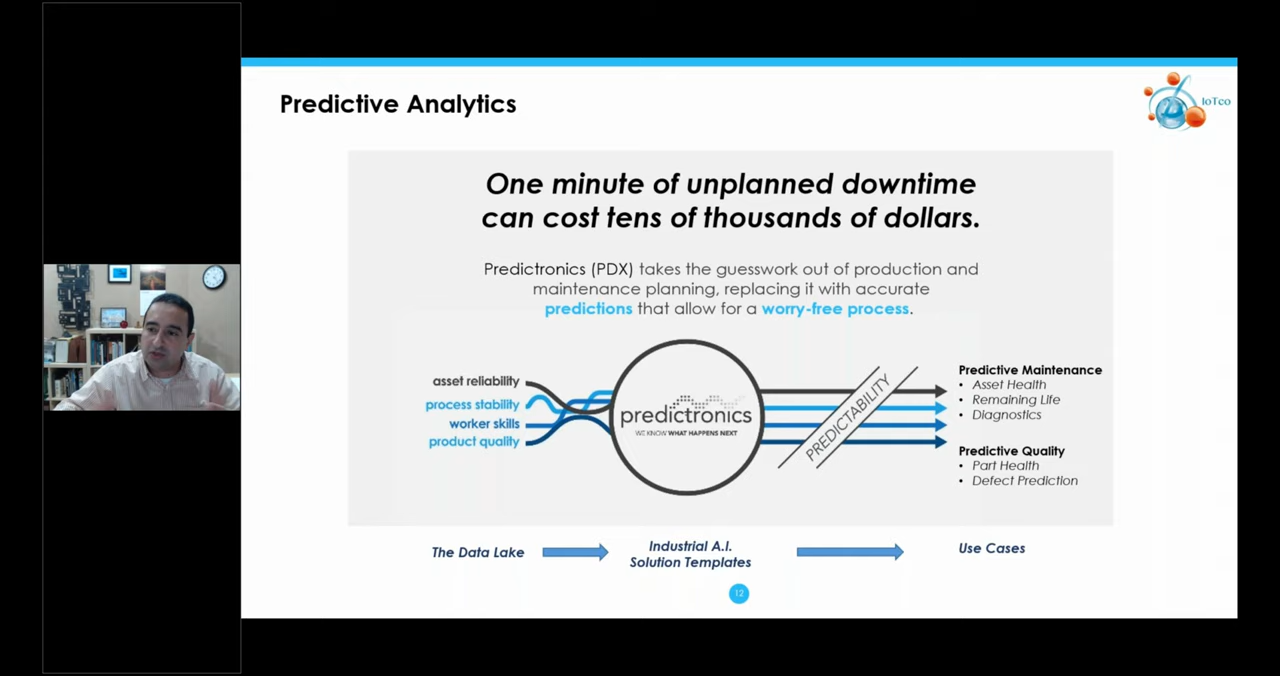 Predictive Analytics
IoTco
One minute of unplanned downtime
can cost tens of thousands of dollars.
Predictronics (PDX) takes the guesswork out of production and
maintenance planning, replacing it with accurate
predictions that allow for a worry-free process.
asset reliability
process stability
worker skills
product quality
predictronics
WE KNOW WHAT HAPPENS NEXT
PREDICTABILITY
Predictive Maintenance
• Asset Health
• Remaining Life
• Diagnostics
Predictive Quality
• Part Health
• Defect Prediction
The Data Lake
Industrial A.I.
Solution Templates
Use Cases
12